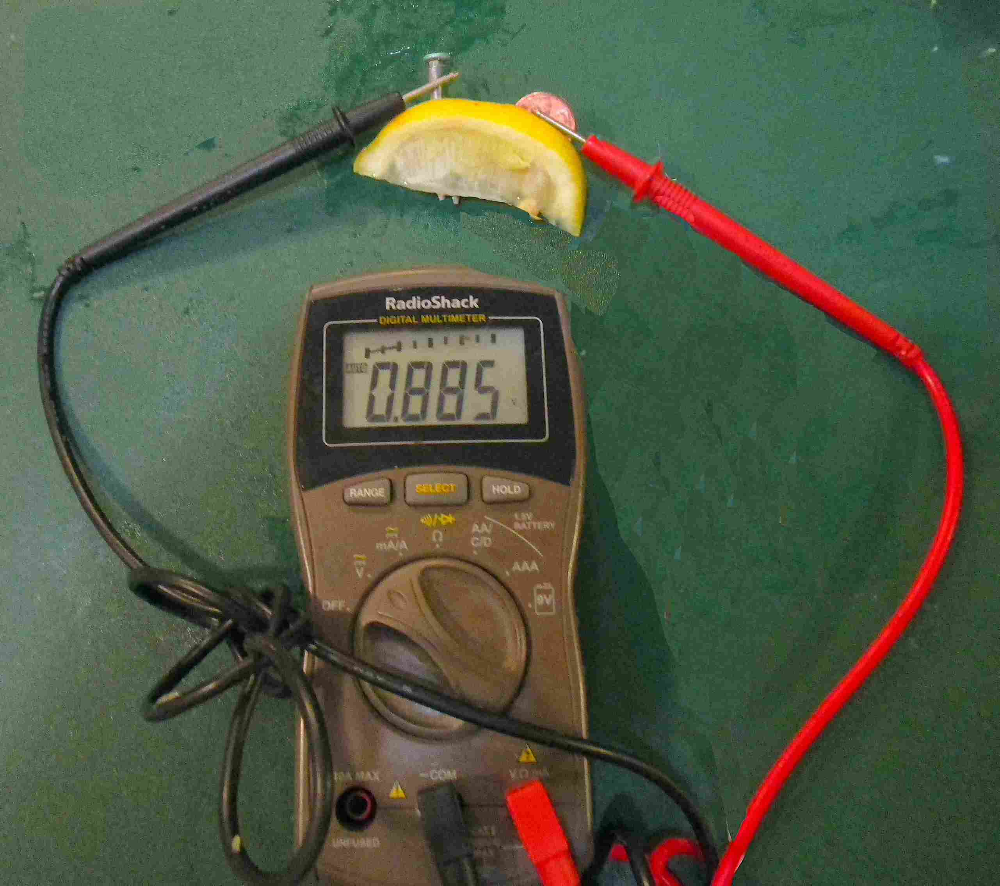 RadioShack
DIGITAL MULTIMETER
AUTO
0.885 V
RANGE
SELECT
HOLD
1.5V
BATTERY
AA/
C/D
Ω
mA/A
V
AAA
OFF
9V
10A MAX
-COM
VΩmA
UNFUSED